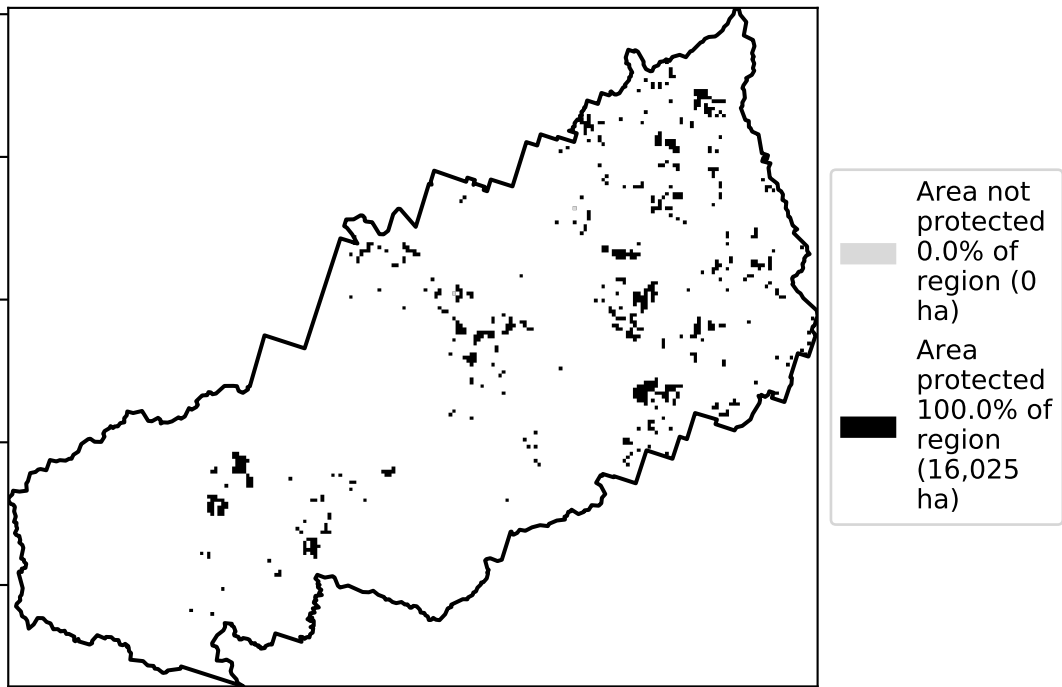 Area not
protected
0.0% of
region (0
ha)
Area
protected
100.0% of
region
(16,025
ha)